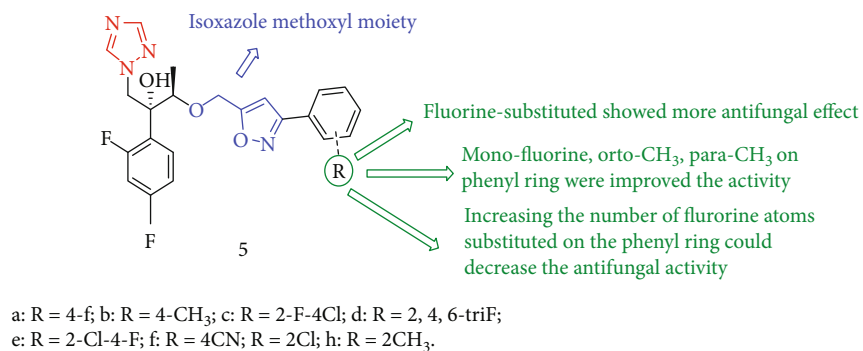 Isoxazole methoxyl moiety
N
N
N
OH
O
O
N
F
F
R
5
Fluorine-substituted showed more antifungal effect
Mono-fluorine, orto-CH₃, para-CH₃ on
phenyl ring were improved the activity
Increasing the number of flurorine atoms
substituted on the phenyl ring could
decrease the antifungal activity
a: R = 4-f; b: R = 4-CH₃; c: R = 2-F-4Cl; d: R = 2, 4, 6-triF;
e: R = 2-Cl-4-F; f: R = 4CN; R = 2Cl; h: R = 2CH₃.